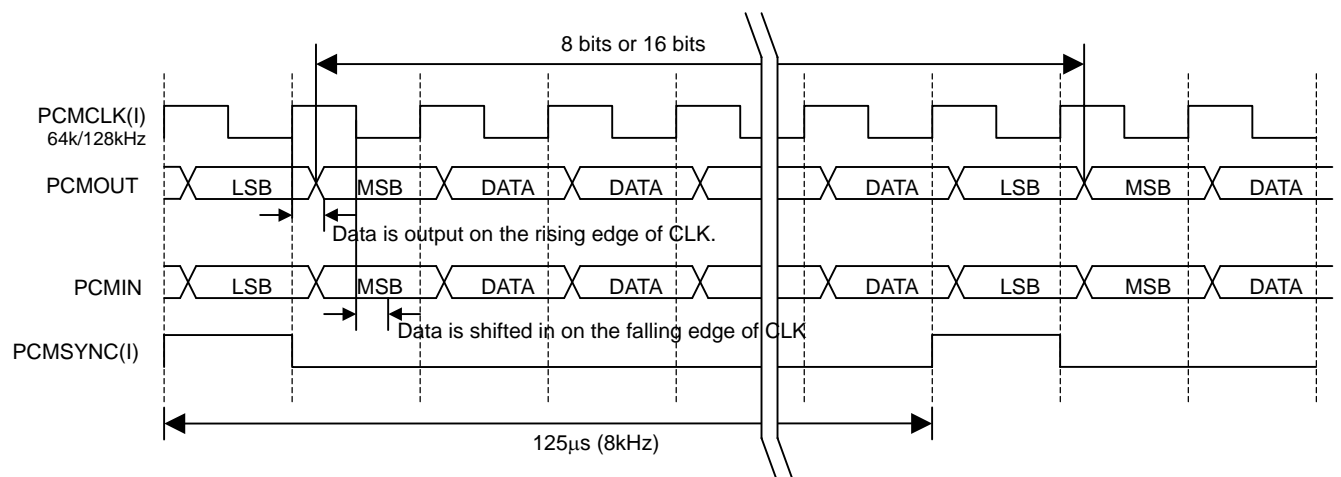 8 bits or 16 bits
PCMCLK(I)
64k/128kHz
PCMOUT LSB MSB DATA DATA DATA LSB MSB DATA
Data is output on the rising edge of CLK.
PCMIN LSB MSB DATA DATA DATA LSB MSB DATA
Data is shifted in on the falling edge of CLK
PCMSYNC(I)
125μs (8kHz)